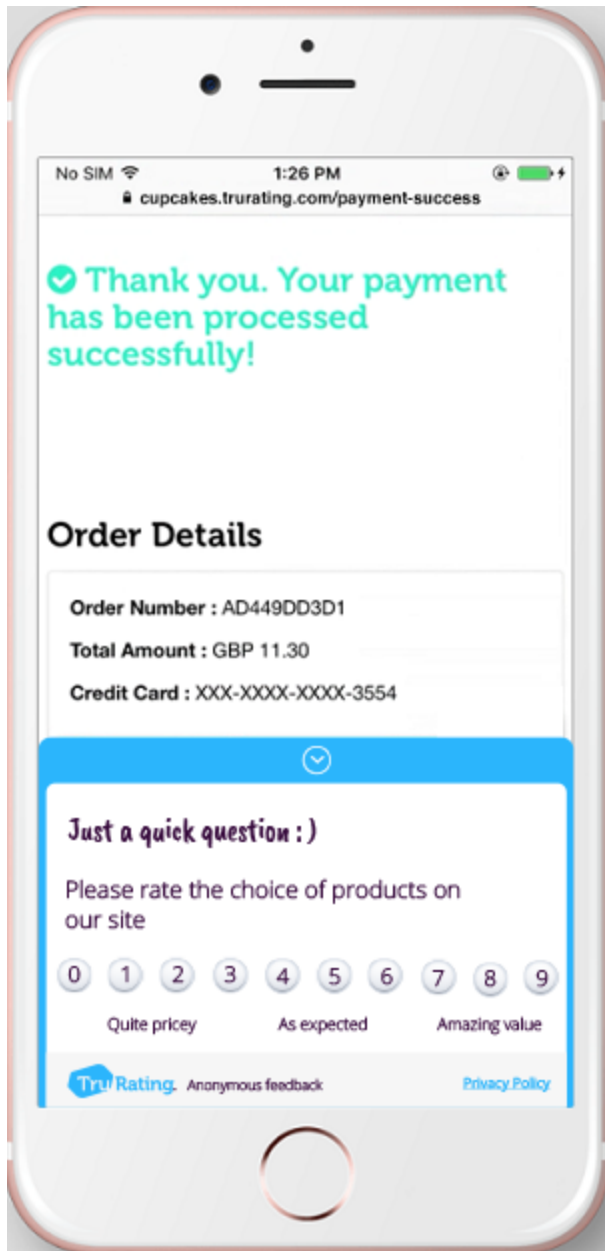 No SIM 1:26 PM
cupcakes.trurating.com/payment-success
Thank you. Your payment
has been processed
successfully!
Order Details
Order Number : AD449DD3D1
Total Amount : GBP 11.30
Credit Card : XXX-XXXX-XXXX-3554
Just a quick question : )
Please rate the choice of products on
our site
0 1 2 3 4 5 6 7 8 9
Quite pricey As expected Amazing value
TruRating. Anonymous feedback Privacy Policy